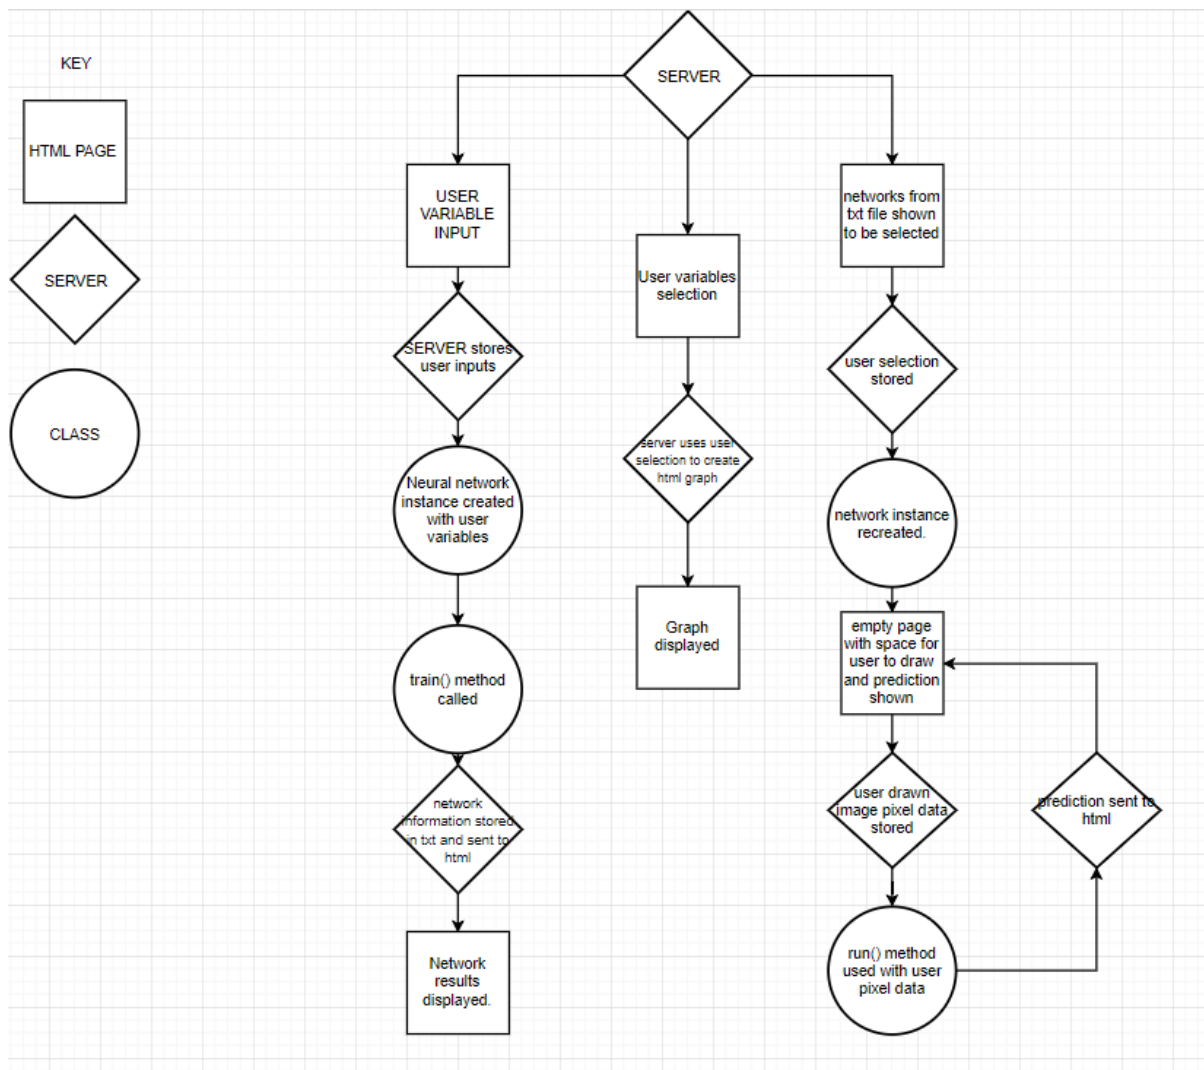 KEY
HTML PAGE
SERVER
CLASS
SERVER
USER
VARIABLE
INPUT
SERVER stores
user inputs
Neural network
instance created
with user
variables
train() method
called
network
information stored
in txt and sent to
html
Network
results
displayed.
User variables
selection
server uses user
selection to create
html graph
Graph
displayed
networks from
txt file shown
to be selected
user selection
stored
network instance
recreated.
empty page
with space for
user to draw
and prediction
shown
user drawn
image pixel data
stored
run() method
used with user
pixel data
prediction sent to
html